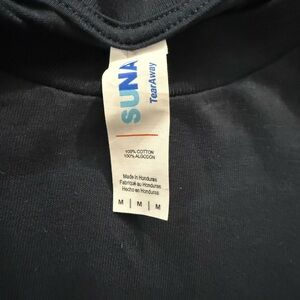 SUNA
TearAway
100% COTTON
100% ALGODON
Made in Honduras
Fabriqué au Honduras
Hecho en Honduras
M | M | M